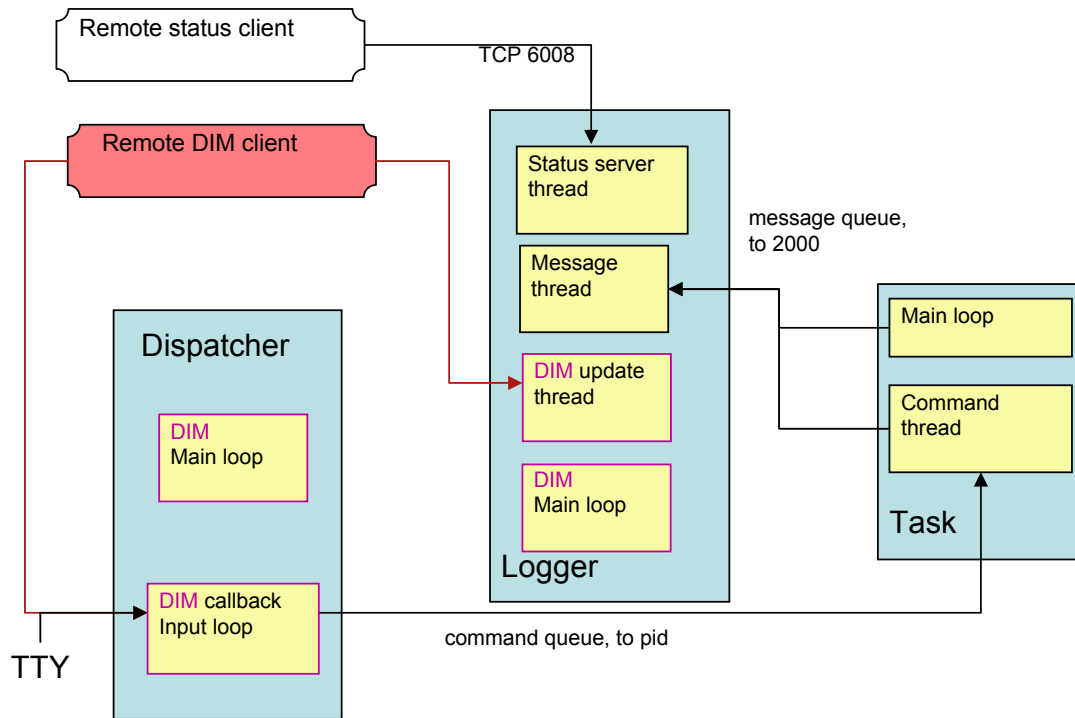 Remote status client
TCP 6008
Remote DIM client
Status server
thread
message queue,
to 2000
Message
thread
Main loop
Dispatcher
DIM update
thread
Command
thread
DIM
Main loop
DIM
Main loop
Task
Logger
DIM callback
Input loop
command queue, to pid
TTY